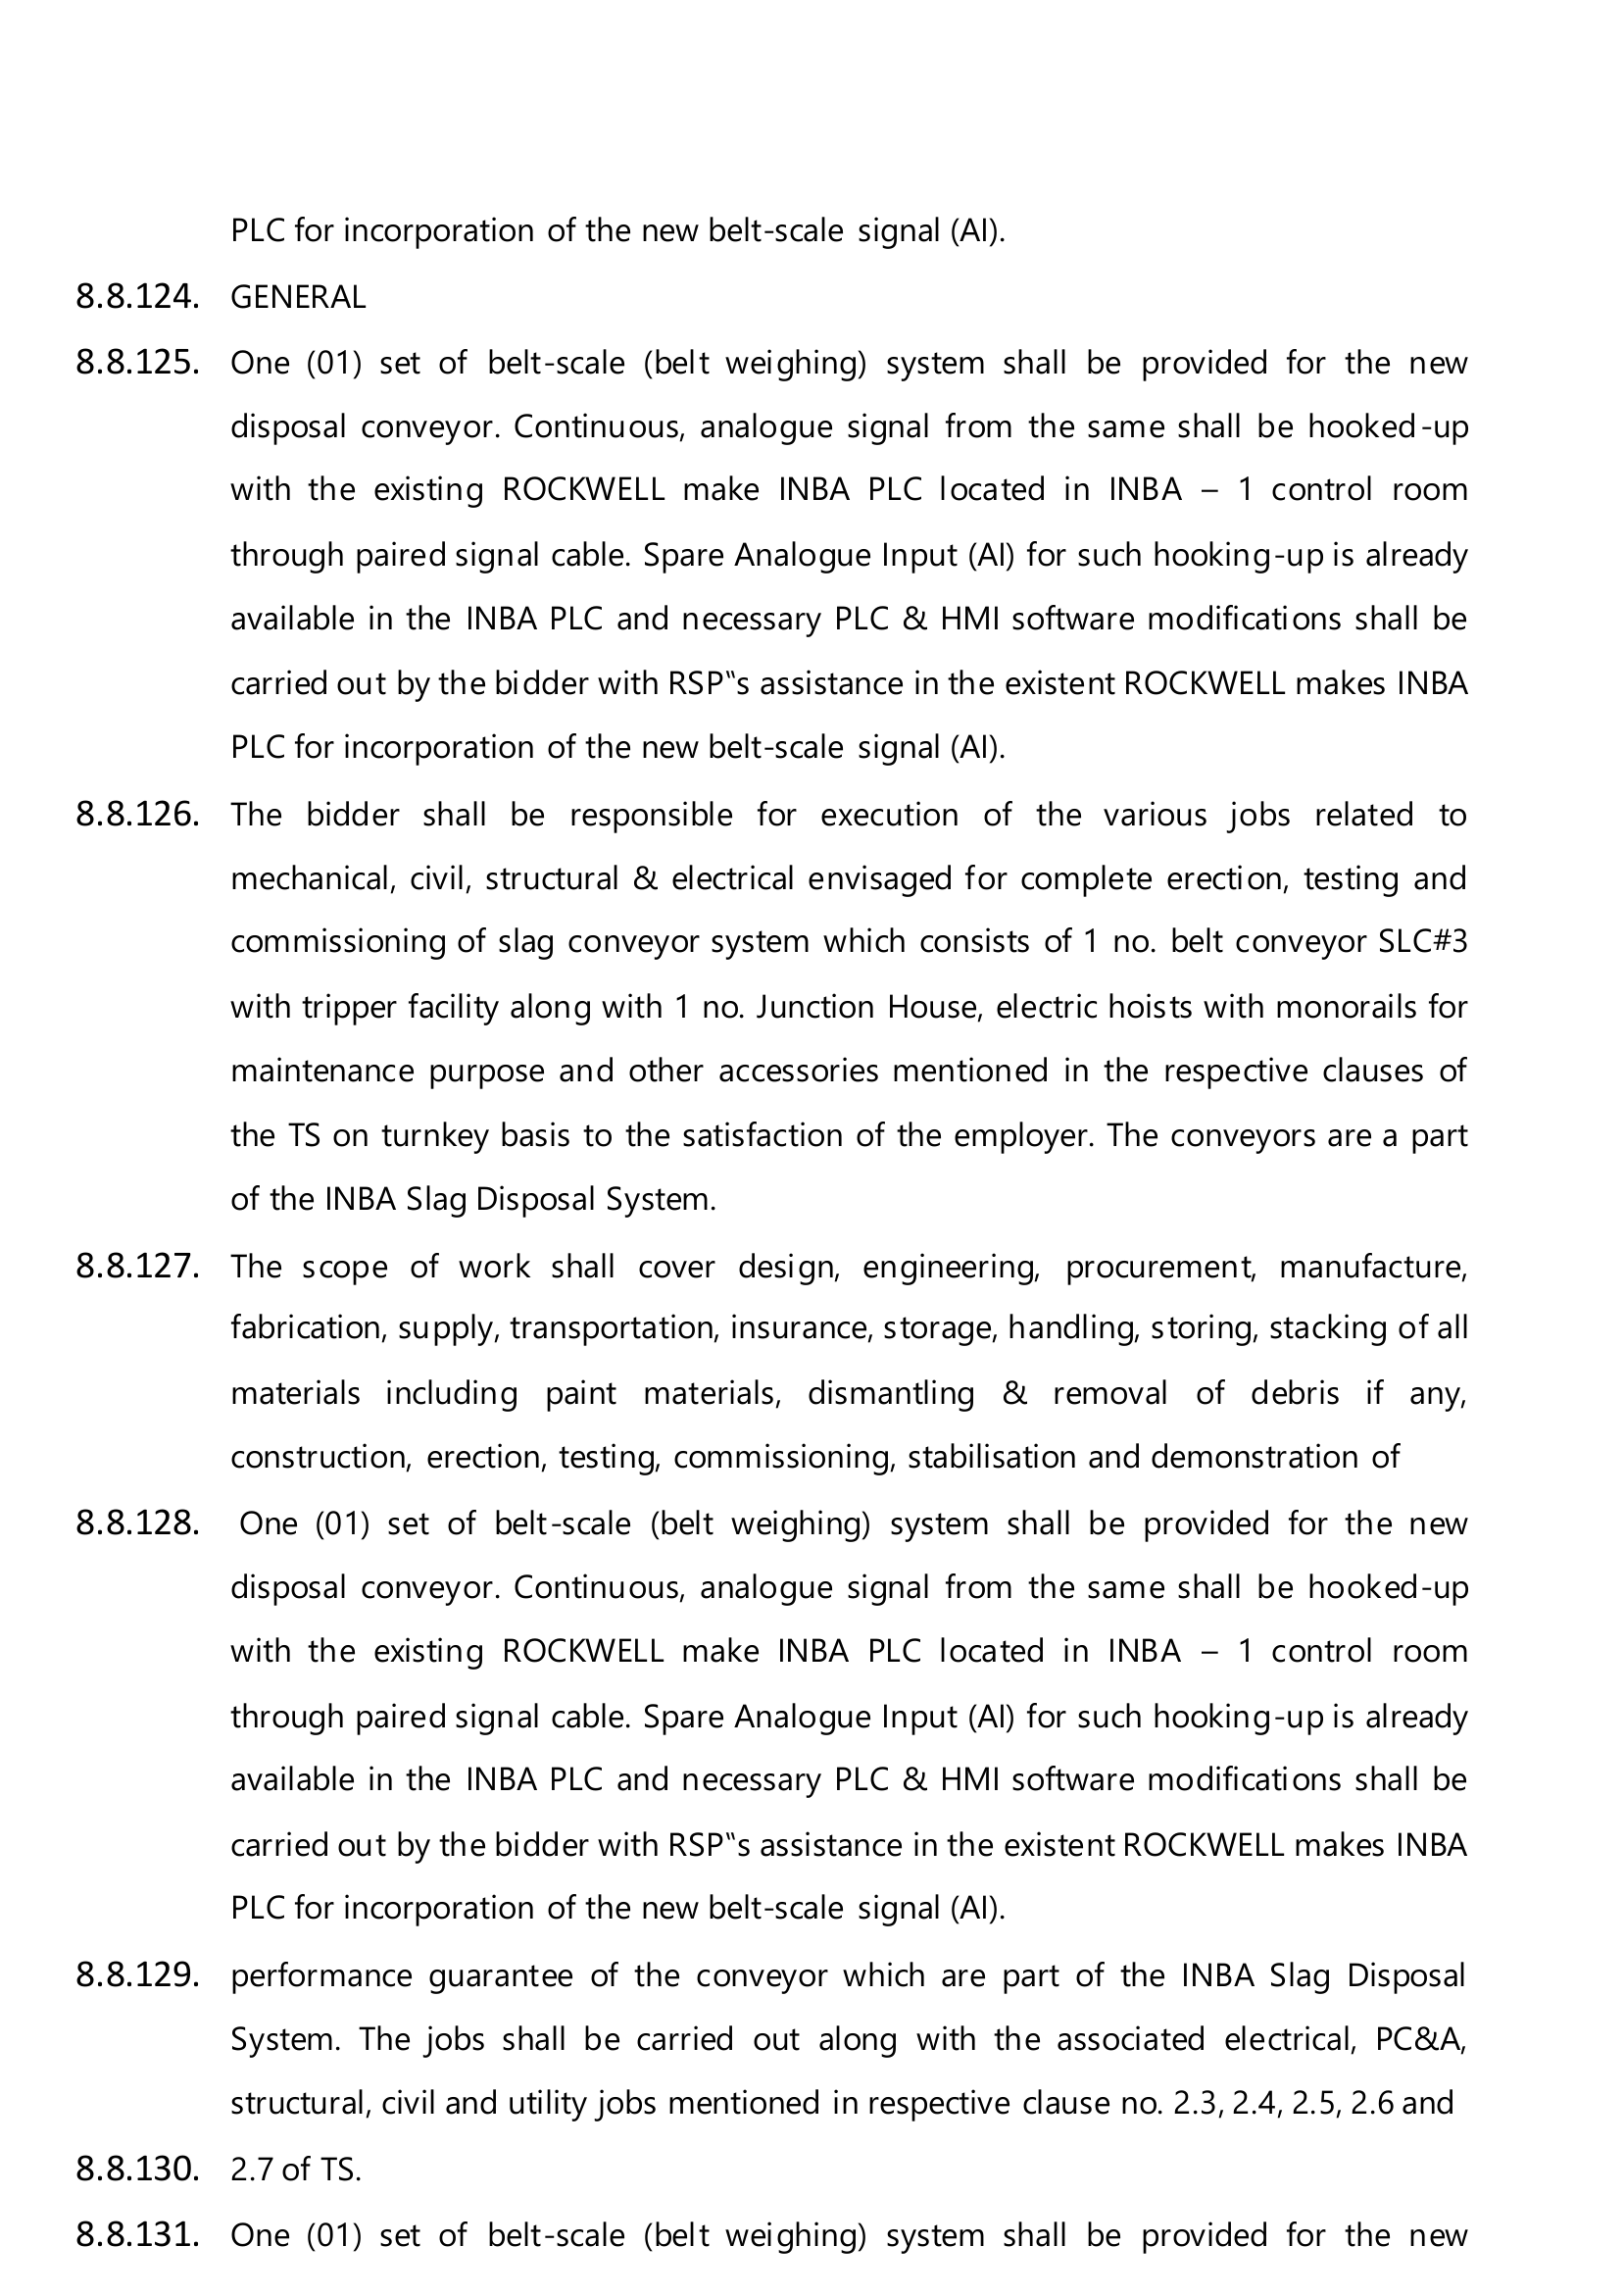 PLC for incorporation of the new belt-scale signal (AI).
8.8.124. GENERAL
8.8.125. One (01) set of belt-scale (belt weighing) system shall be provided for the new
disposal conveyor. Continuous, analogue signal from the same shall be hooked-up
with the existing ROCKWELL make INBA PLC located in INBA – 1 control room
through paired signal cable. Spare Analogue Input (AI) for such hooking-up is already
available in the INBA PLC and necessary PLC & HMI software modifications shall be
carried out by the bidder with RSP‟s assistance in the existent ROCKWELL makes INBA
PLC for incorporation of the new belt-scale signal (AI).
8.8.126. The bidder shall be responsible for execution of the various jobs related to
mechanical, civil, structural & electrical envisaged for complete erection, testing and
commissioning of slag conveyor system which consists of 1 no. belt conveyor SLC#3
with tripper facility along with 1 no. Junction House, electric hoists with monorails for
maintenance purpose and other accessories mentioned in the respective clauses of
the TS on turnkey basis to the satisfaction of the employer. The conveyors are a part
of the INBA Slag Disposal System.
8.8.127. The scope of work shall cover design, engineering, procurement, manufacture,
fabrication, supply, transportation, insurance, storage, handling, storing, stacking of all
materials including paint materials, dismantling & removal of debris if any,
construction, erection, testing, commissioning, stabilisation and demonstration of
8.8.128. One (01) set of belt-scale (belt weighing) system shall be provided for the new
disposal conveyor. Continuous, analogue signal from the same shall be hooked-up
with the existing ROCKWELL make INBA PLC located in INBA – 1 control room
through paired signal cable. Spare Analogue Input (AI) for such hooking-up is already
available in the INBA PLC and necessary PLC & HMI software modifications shall be
carried out by the bidder with RSP‟s assistance in the existent ROCKWELL makes INBA
PLC for incorporation of the new belt-scale signal (AI).
8.8.129. performance guarantee of the conveyor which are part of the INBA Slag Disposal
System. The jobs shall be carried out along with the associated electrical, PC&A,
structural, civil and utility jobs mentioned in respective clause no. 2.3, 2.4, 2.5, 2.6 and
8.8.130. 2.7 of TS.
8.8.131. One (01) set of belt-scale (belt weighing) system shall be provided for the new